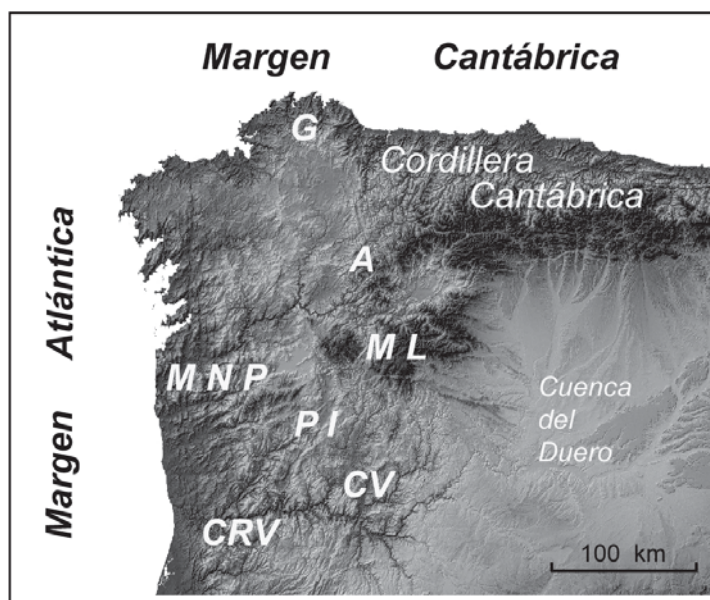 Margen Cantábrica
G
Cordillera
Cantábrica
A
Margen Atlántica
M L
M N P
Cuenca
del
Duero
P I
CV
CRV
100 km